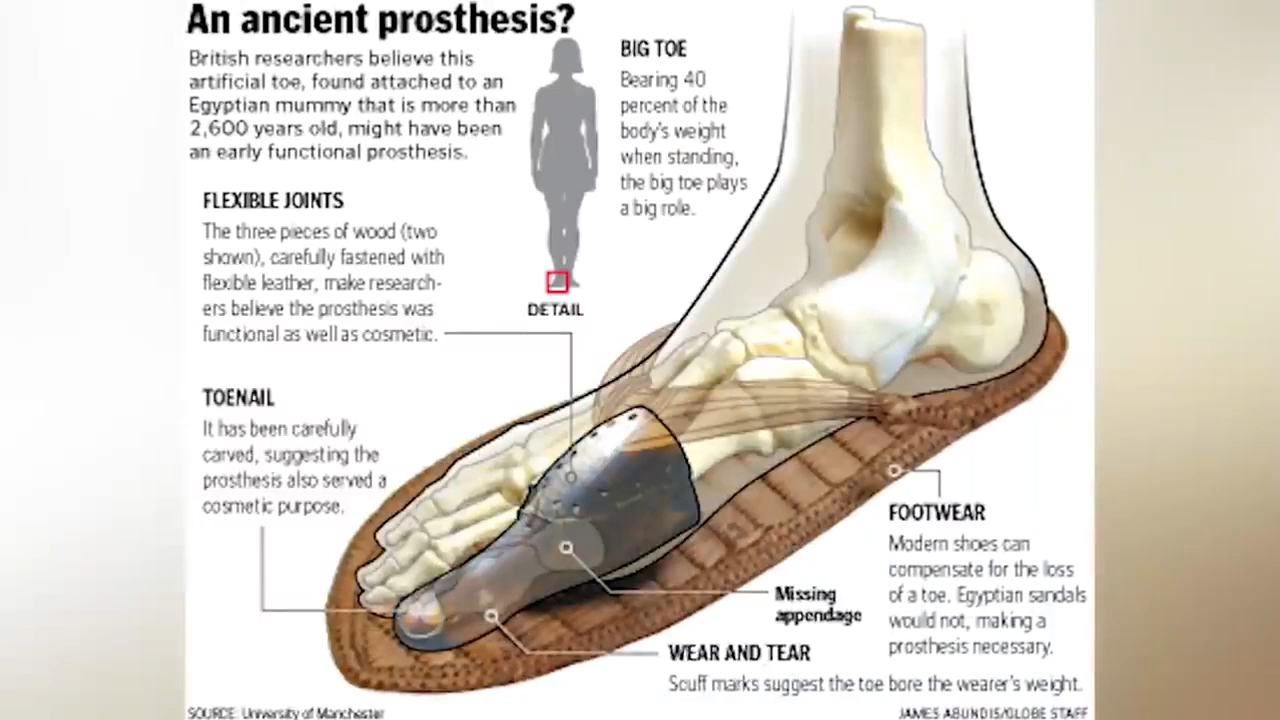 An ancient prosthesis?
British researchers believe this
artificial toe, found attached to an
Egyptian mummy that is more than
2,600 years old, might have been
an early functional prosthesis.
FLEXIBLE JOINTS
The three pieces of wood (two
shown), carefully fastened with
flexible leather, make research-
ers believe the prosthesis was
functional as well as cosmetic.
TOENAIL
It has been carefully
carved, suggesting the
prosthesis also served a
cosmetic purpose.
DETAIL
BIG TOE
Bearing 40
percent of the
body's weight
when standing,
the big toe plays
a big role.
FOOTWEAR
Modern shoes can
compensate for the loss
of a toe. Egyptian sandals
would not, making a
prosthesis necessary.
Missing
appendage
WEAR AND TEAR
Scuff marks suggest the toe bore the wearer's weight.
SOURCE: University of Manchester
JAMES ABUNDIS/GLOBE STAFF